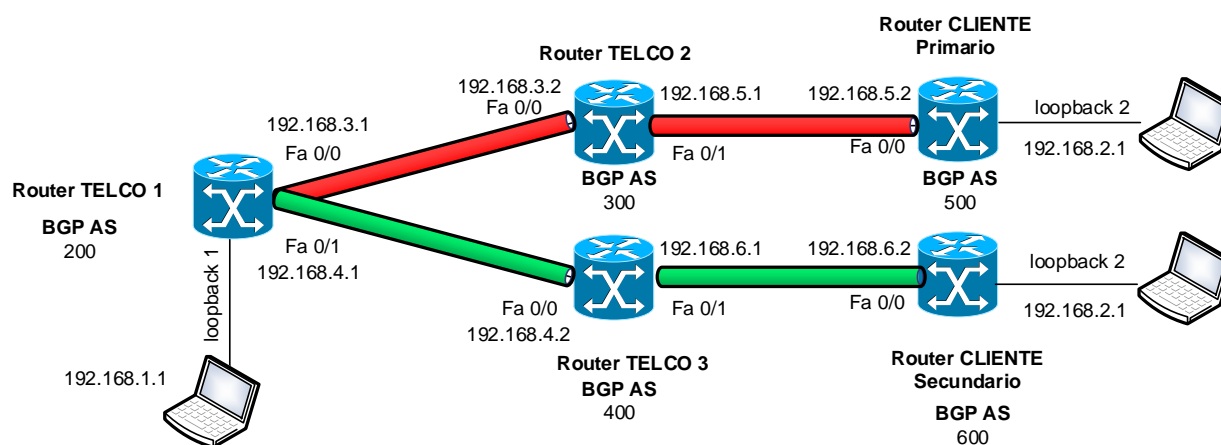 Router CLIENTE
Primario
Router TELCO 2
192.168.3.2
Fa 0/0
192.168.5.1
192.168.5.2
loopback 2
192.168.3.1
Fa 0/0
Fa 0/1
Fa 0/0
192.168.2.1
Router TELCO 1
BGP AS
200
BGP AS
300
BGP AS
500
Fa 0/1
192.168.4.1
loopback 1
192.168.6.1
192.168.6.2
loopback 2
Fa 0/0
192.168.4.2
Fa 0/1
Fa 0/0
192.168.2.1
192.168.1.1
Router TELCO 3
BGP AS
400
Router CLIENTE
Secundario
BGP AS
600